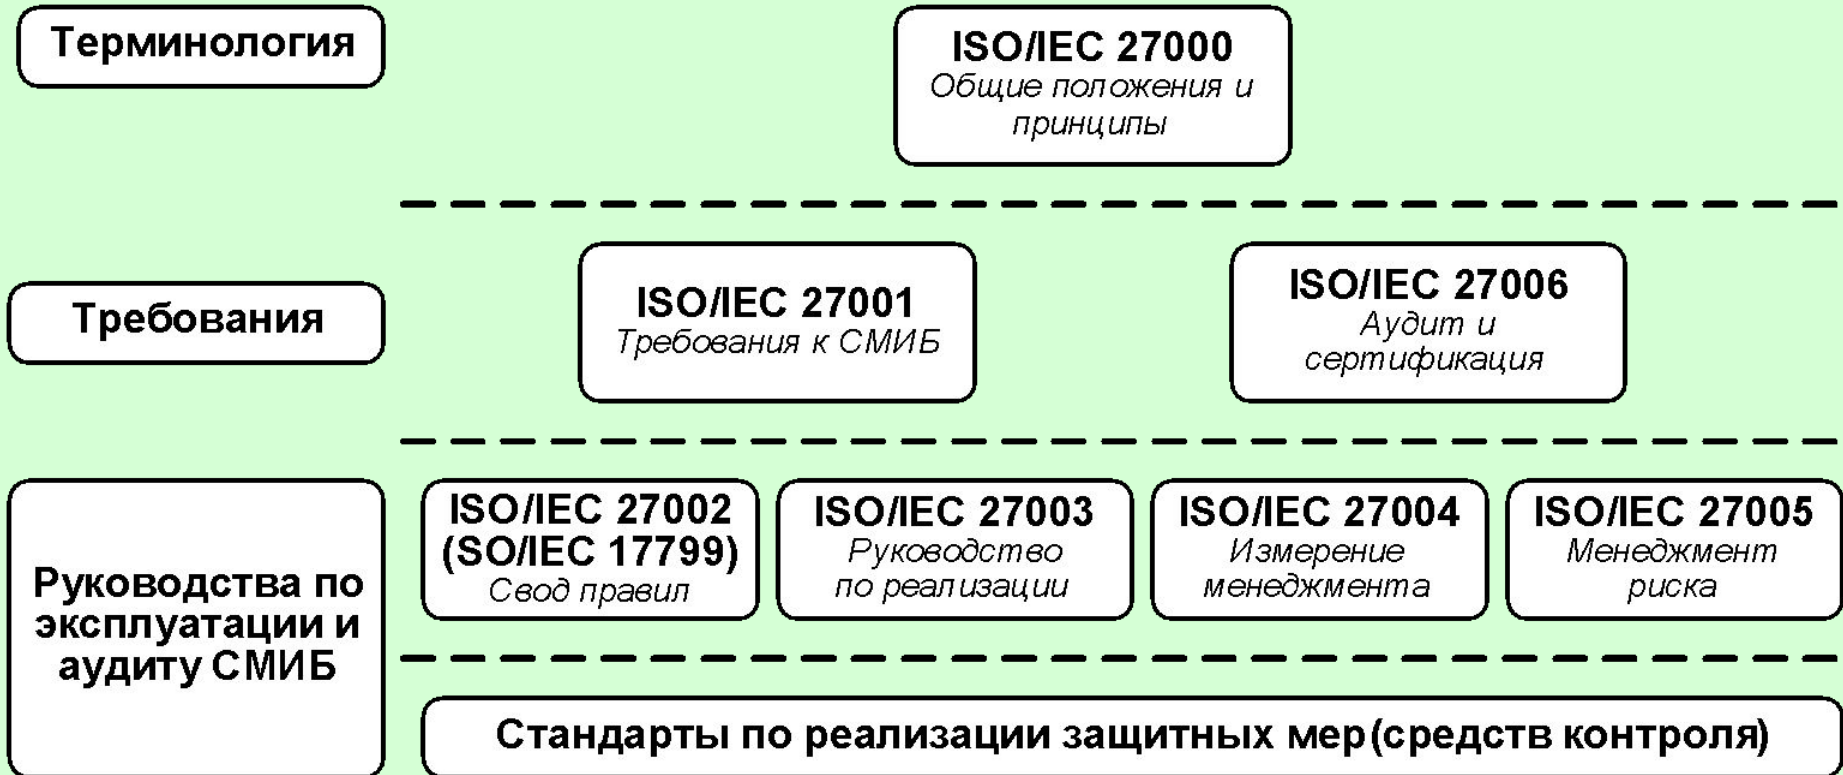 Терминология
ISO/IEC 27000
Общие положения и
принципы
Требования
ISO/IEC 27001
Требования к СМИБ
ISO/IEC 27006
Аудит и
сертификация
Руководства по
эксплуатации и
аудиту СМИБ
ISO/IEC 27002
(SO/IEC 17799)
Свод правил
ISO/IEC 27003
Руководство
по реализации
ISO/IEC 27004
Измерение
менеджмента
ISO/IEC 27005
Менеджмент
риска
Стандарты по реализации защитных мер (средств контроля)